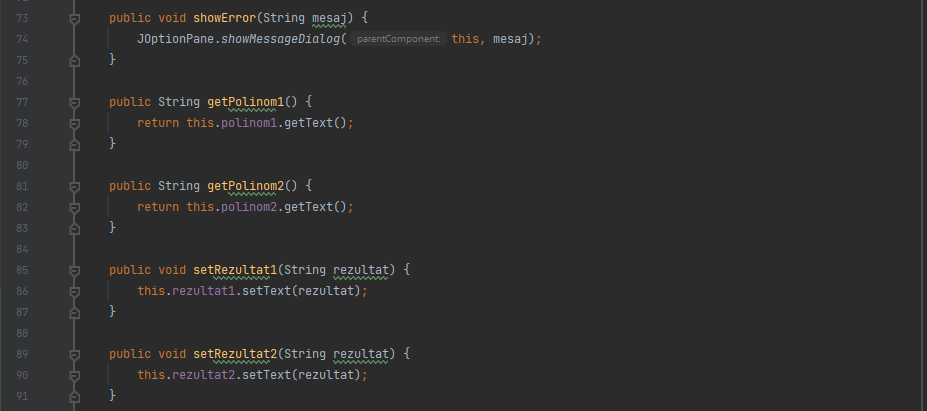 73 public void showError(String mesaj) {
74 JOptionPane.showMessageDialog( parentComponent: this, mesaj);
75 }
76
77 public String getPolinom1() {
78 return this.polinom1.getText();
79 }
80
81 public String getPolinom2() {
82 return this.polinom2.getText();
83 }
84
85 public void setRezultat1(String rezultat) {
86 this.rezultat1.setText(rezultat);
87 }
88
89 public void setRezultat2(String rezultat) {
90 this.rezultat2.setText(rezultat);
91 }